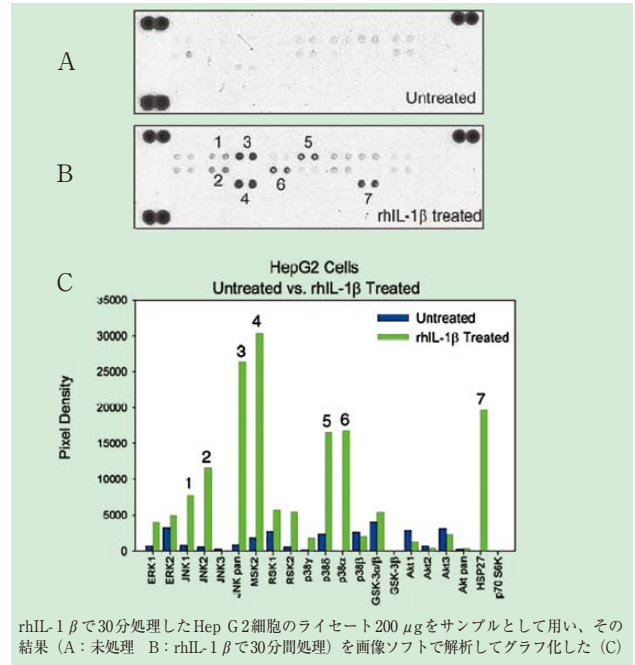 A
Untreated
B
1
3
5
2
6
4
7
rhIL-1β treated
C
HepG2 Cells
Untreated vs. rhIL-1β Treated
Pixel Density
35000
30000
25000
20000
15000
10000
5000
0
Untreated
rhIL-1β Treated
1
2
3
4
5
6
7
ERK1
ERK2
JNK1
JNK2
JNK3
JNK pan
MSK2
RSK1
RSK2
p38γ
p38δ
p38α
p38β
GSK-3α/β
GSK-3β
Akt1
Akt2
Akt3
Akt pan
HSP27
p70 S6K
rhIL-1βで30分処理したHep G2細胞のライセート200 μgをサンプルとして用い、その
結果（A：未処理　B：rhIL-1βで30分間処理）を画像ソフトで解析してグラフ化した（C）